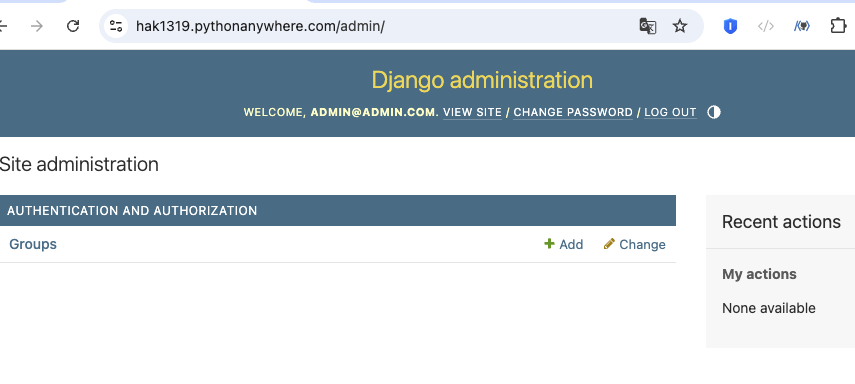 hak1319.pythonanywhere.com/admin/
Django administration
WELCOME, ADMIN@ADMIN.COM. VIEW SITE / CHANGE PASSWORD / LOG OUT
Site administration
AUTHENTICATION AND AUTHORIZATION
Groups
Add
Change
Recent actions
My actions
None available